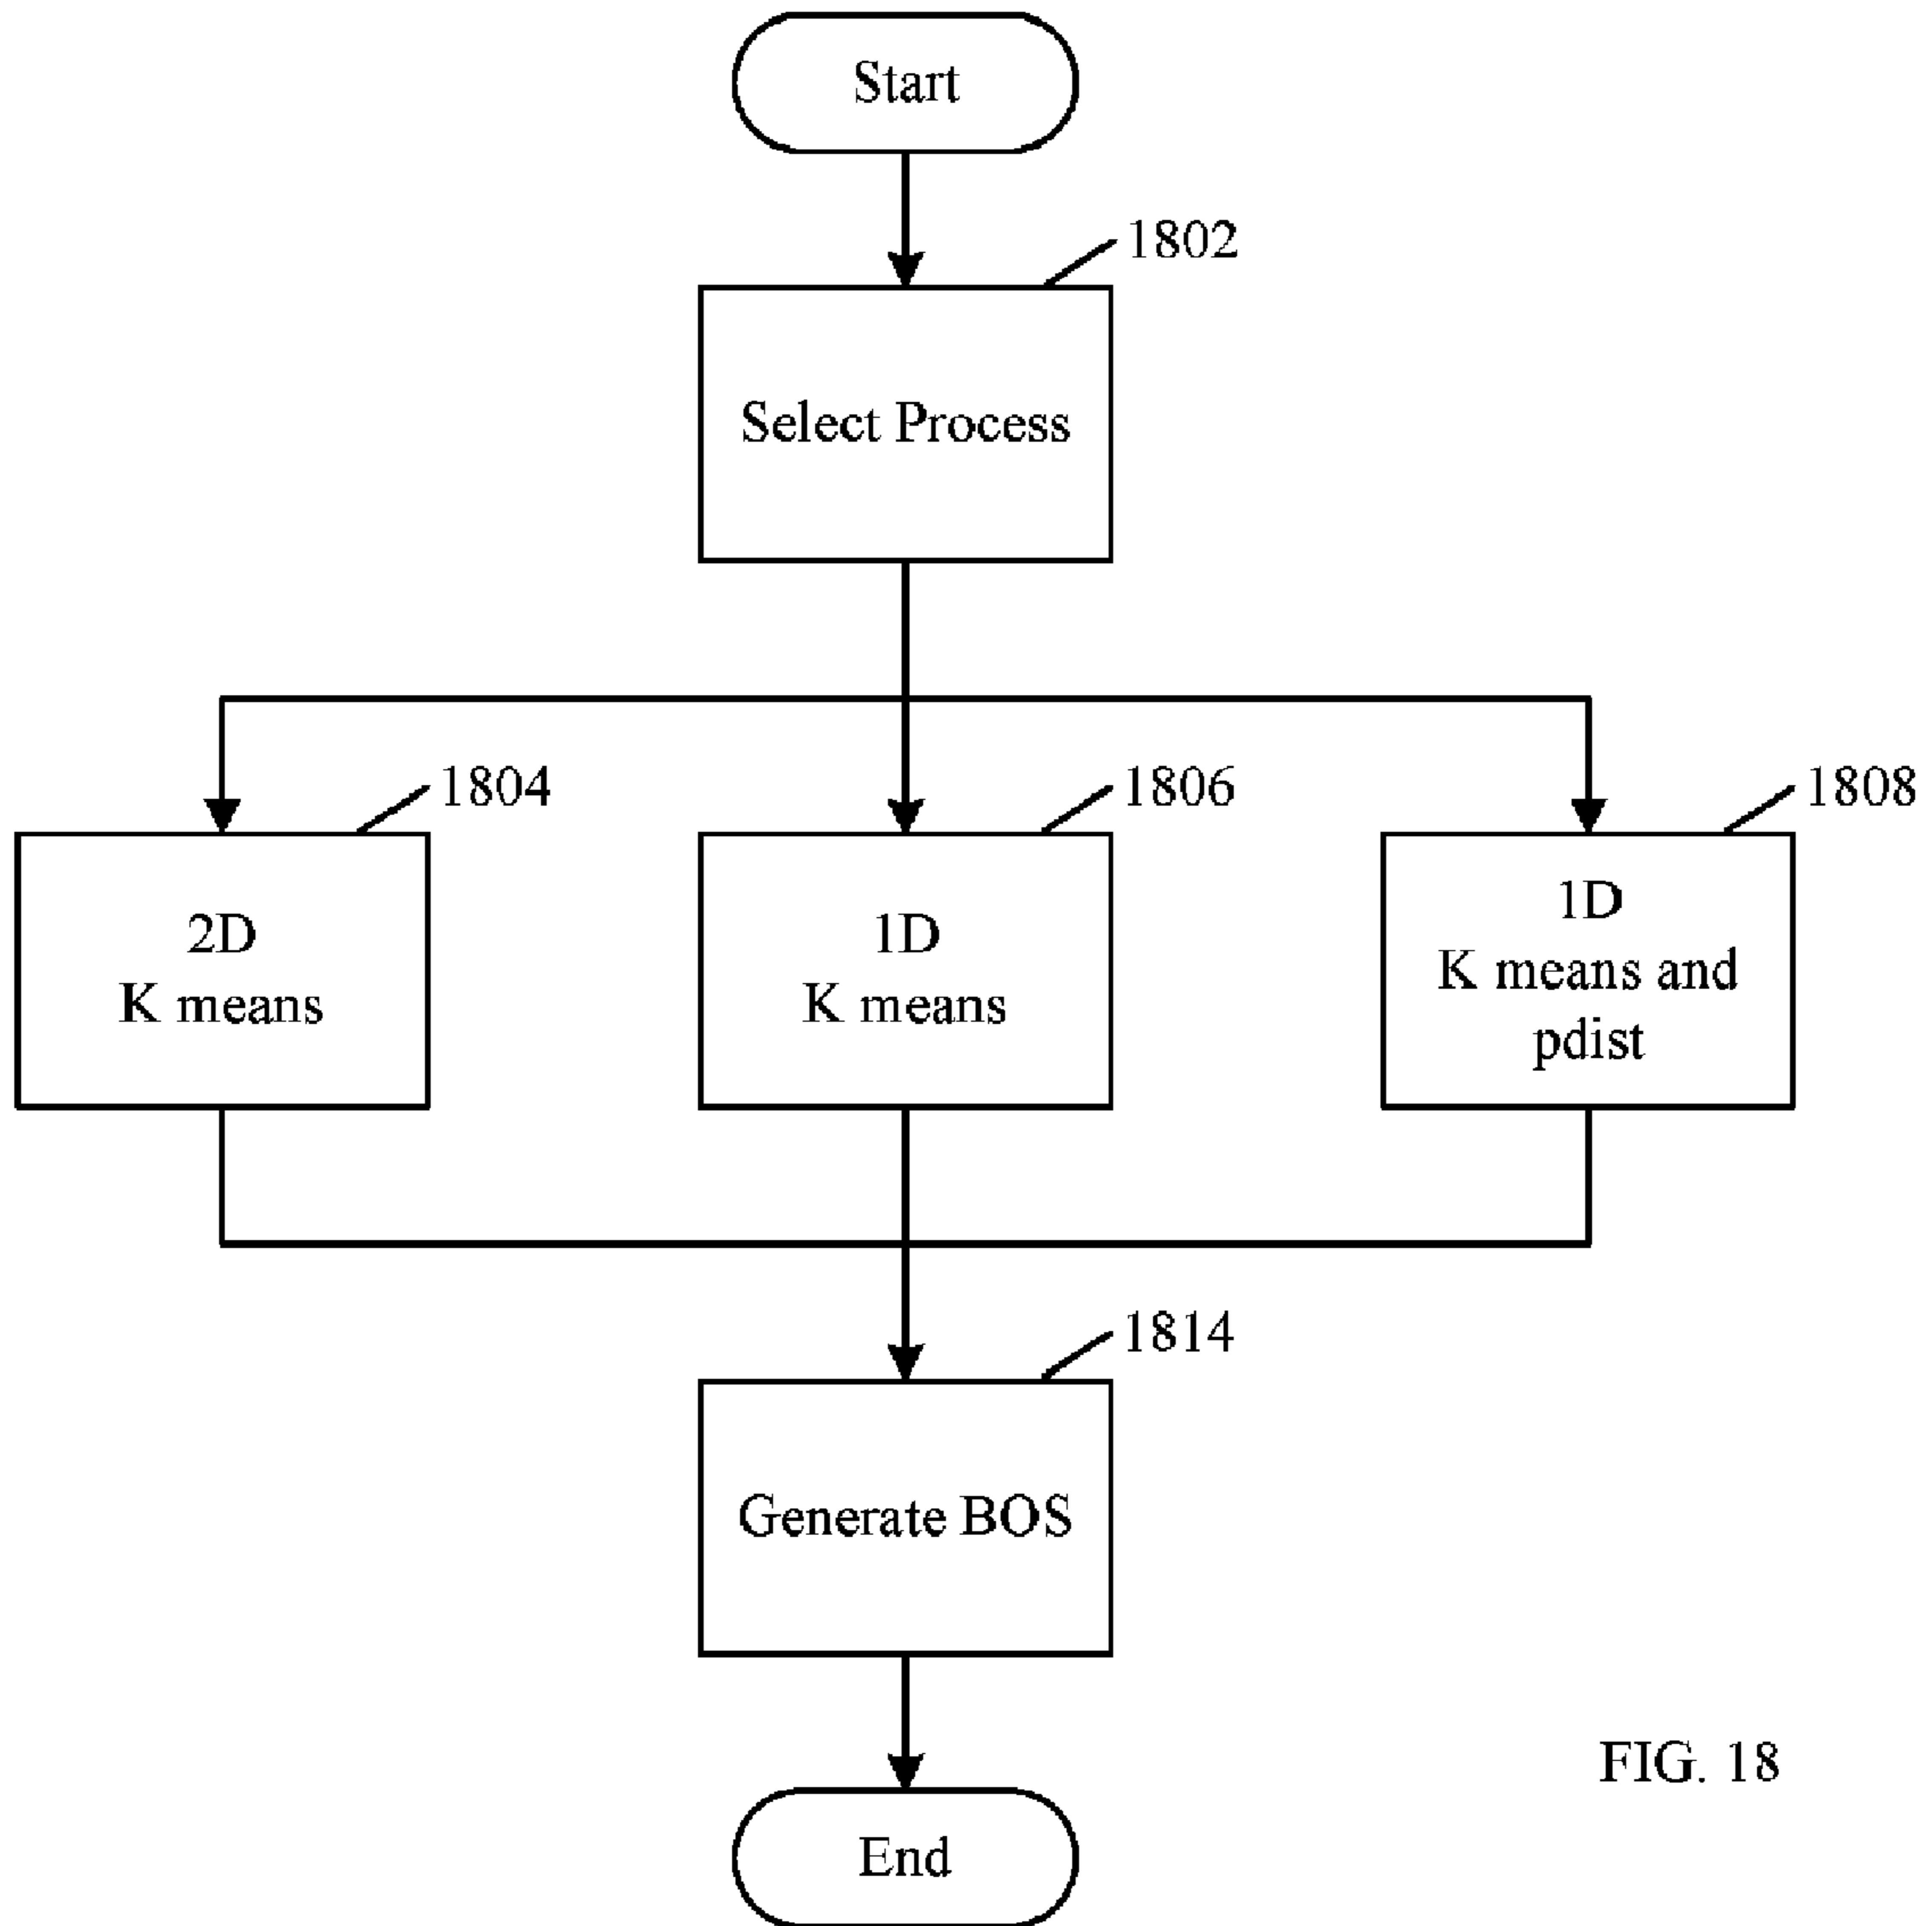 Start
1802
Select Process
1804
1806
1808
2D
K means
1D
K means
1D
K means and
pdist
1814
Generate BOS
End
FIG. 18